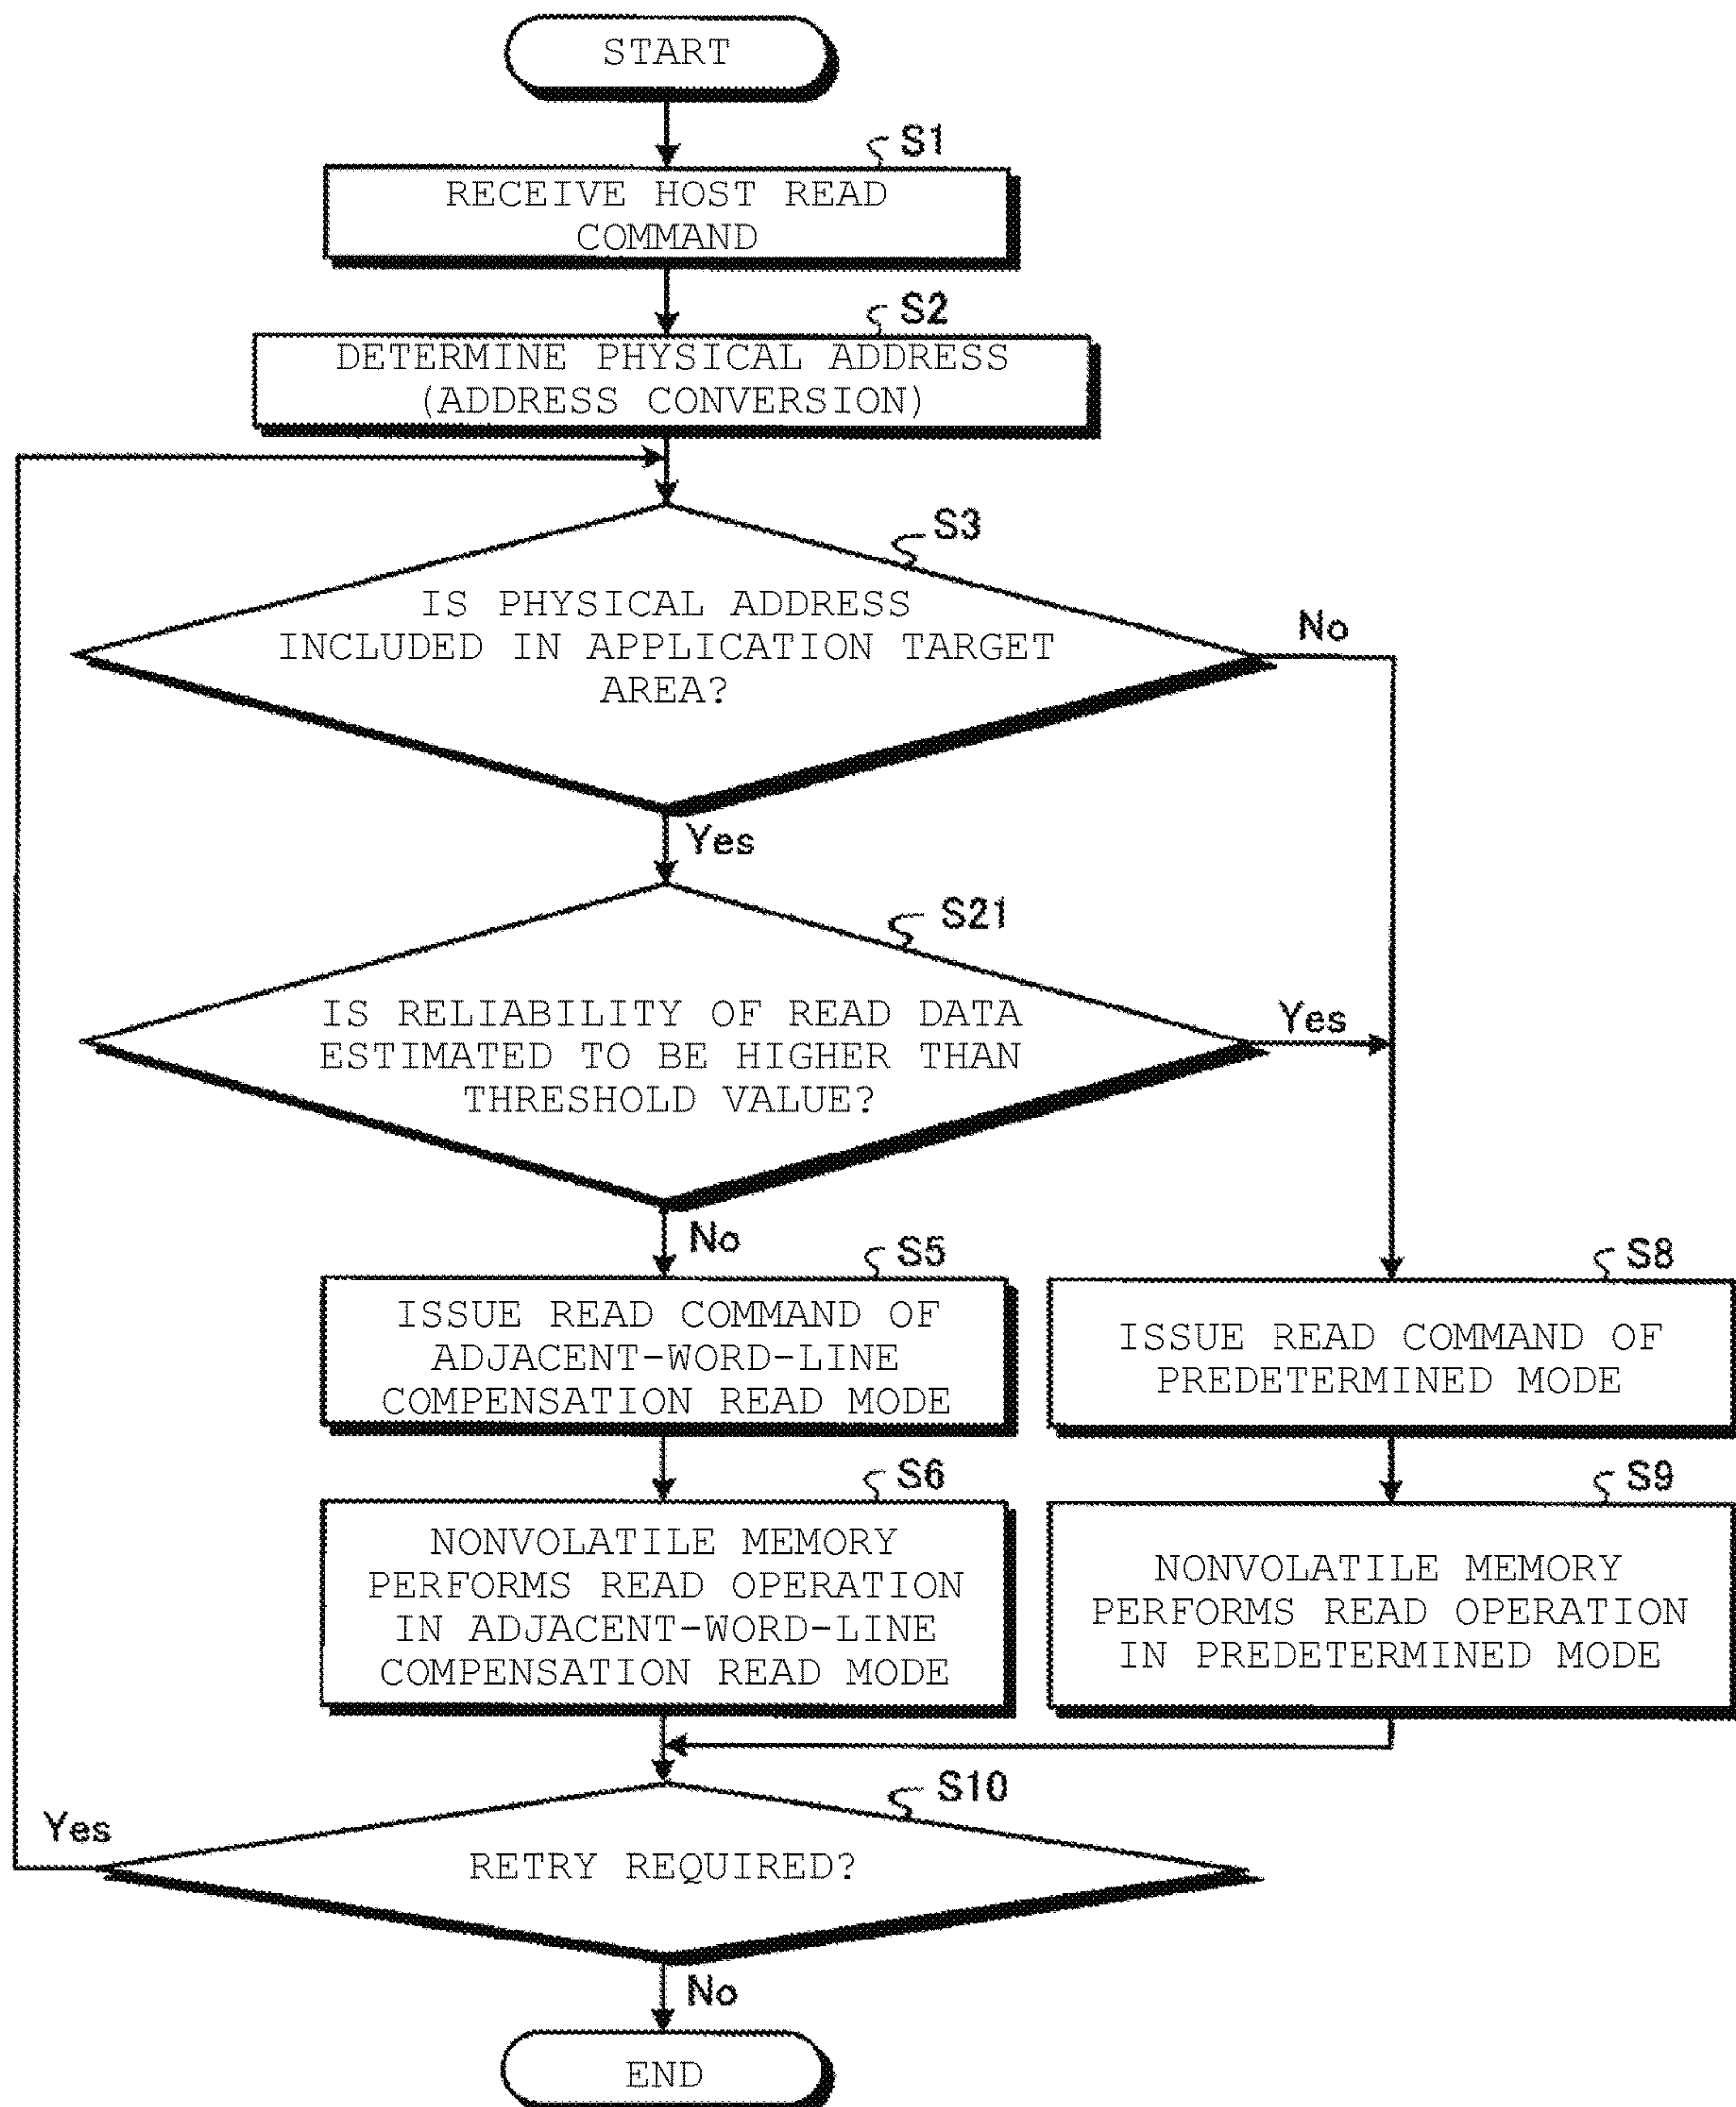 START
S1
RECEIVE HOST READ
COMMAND
S2
DETERMINE PHYSICAL ADDRESS
(ADDRESS CONVERSION)
S3
IS PHYSICAL ADDRESS
INCLUDED IN APPLICATION TARGET
AREA?
No
Yes
S21
IS RELIABILITY OF READ DATA
ESTIMATED TO BE HIGHER THAN
THRESHOLD VALUE?
Yes
No
S5
ISSUE READ COMMAND OF
ADJACENT-WORD-LINE
COMPENSATION READ MODE
S8
ISSUE READ COMMAND OF
PREDETERMINED MODE
S6
NONVOLATILE MEMORY
PERFORMS READ OPERATION
IN ADJACENT-WORD-LINE
COMPENSATION READ MODE
S9
NONVOLATILE MEMORY
PERFORMS READ OPERATION
IN PREDETERMINED MODE
S10
Yes
RETRY REQUIRED?
No
END